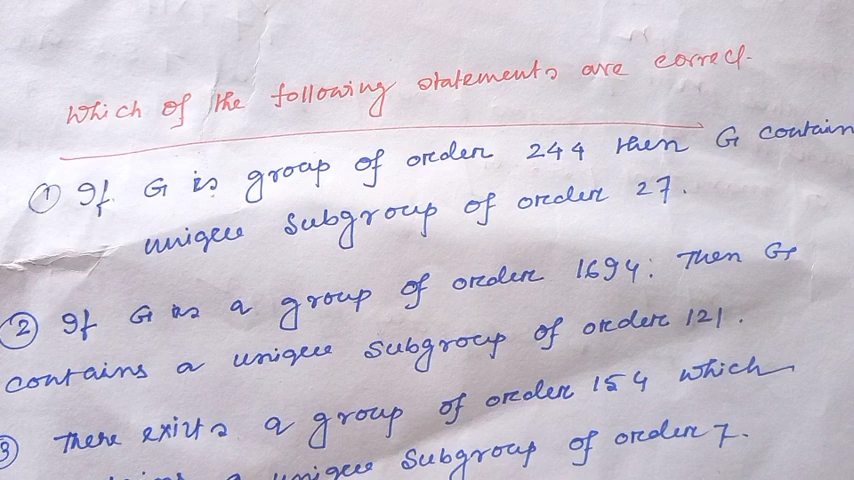 Which of the following statements are correct.
① If G is group of order 244 then G contain
unique subgroup of order 27.
② If G is a group of order 1694. Then G
contains a unique subgroup of order 121.
③ There exists a group of order 154 which
a unique subgroup of order 7.